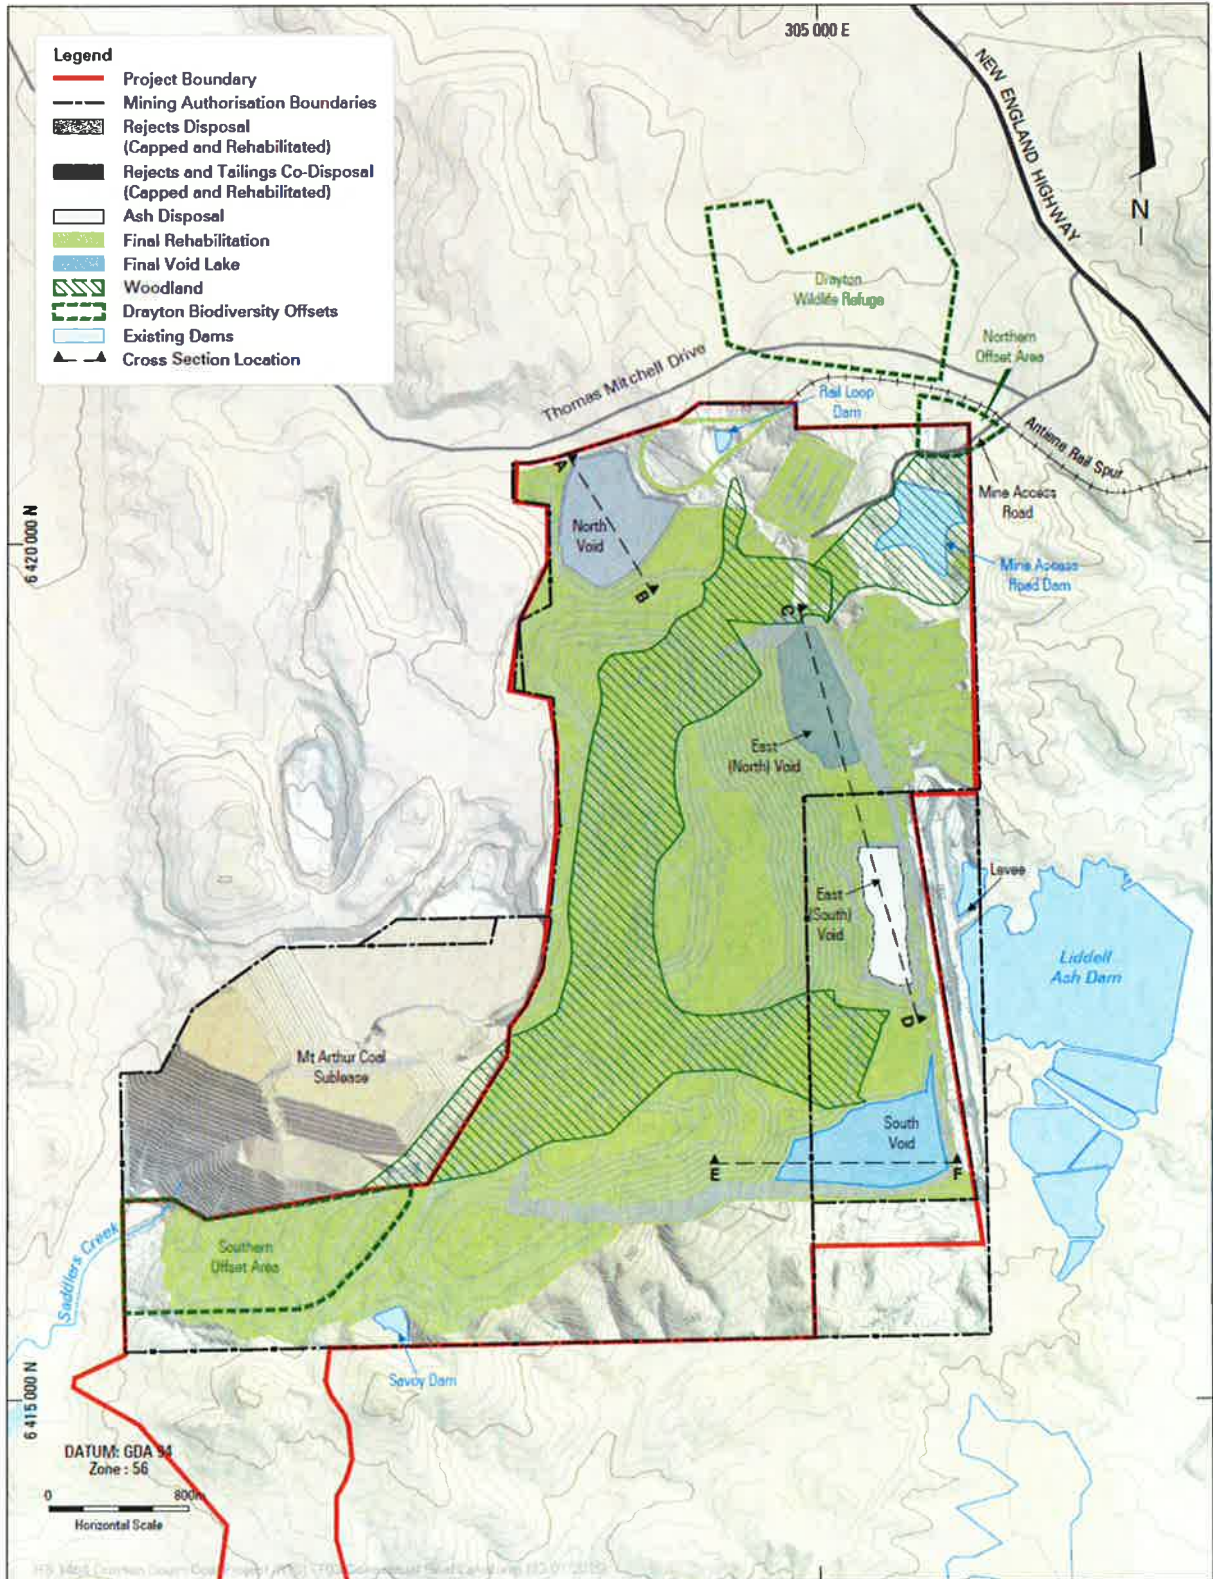 305 000 E
Legend
Project Boundary
Mining Authorisation Boundaries
Rejects Disposal
(Capped and Rehabilitated)
Rejects and Tailings Co-Disposal
(Capped and Rehabilitated)
Ash Disposal
Final Rehabilitation
Final Void Lake
Woodland
Drayton Biodiversity Offsets
Existing Dams
Cross Section Location
NEW ENGLAND HIGHWAY
N
Drayton
Wildlife Refuge
Northern
Offset Area
Thomas Mitchell Drive
Rail Loop
Dam
Antiene Rail Spur
A
Mine Access
Road
North
Void
6 420 000 N
Mine Access
Road Dam
B
C
East
(North) Void
Levee
East
(South)
Void
Liddell
Ash Dam
D
Mt Arthur Coal
Sublease
South
Void
E
F
Saddlers Creek
Southern
Offset Area
Savoy Dam
6 415 000 N
DATUM: GDA 94
Zone : 56
0 800m
Horizontal Scale